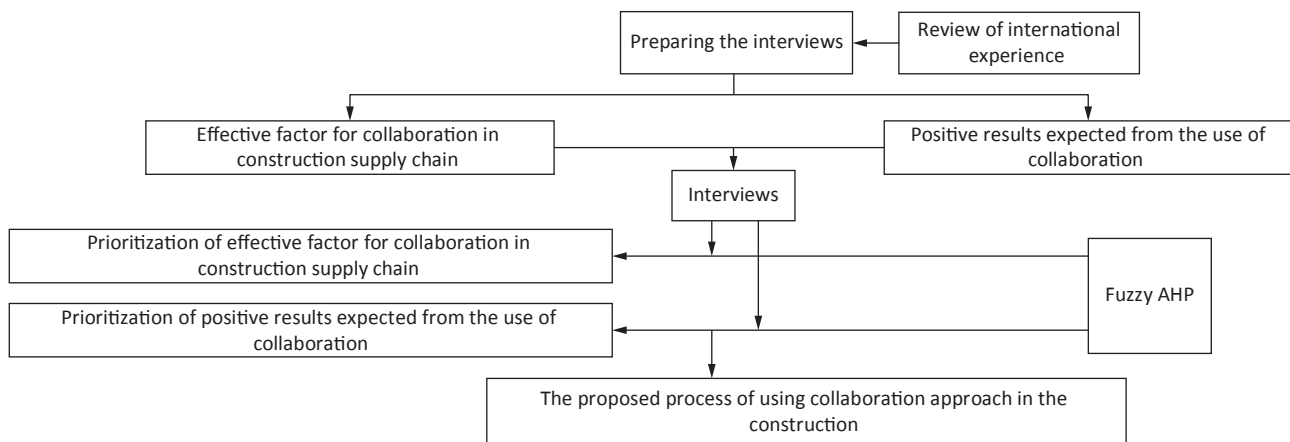 Preparing the interviews
Review of international
experience
Effective factor for collaboration in
construction supply chain
Positive results expected from the use of
collaboration
Interviews
Prioritization of effective factor for collaboration in
construction supply chain
Fuzzy AHP
Prioritization of positive results expected from the use of
collaboration
The proposed process of using collaboration approach in the
construction